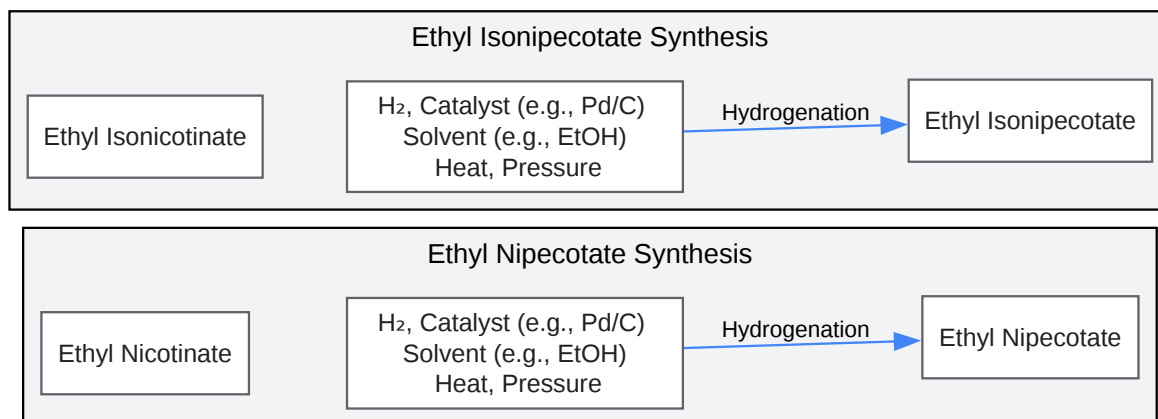 Ethyl Isonipecotate Synthesis
Ethyl Isonicotinate
H₂, Catalyst (e.g., Pd/C)
Solvent (e.g., EtOH)
Heat, Pressure
Hydrogenation
Ethyl Isonipecotate
Ethyl Nipecotate Synthesis
Ethyl Nicotinate
H₂, Catalyst (e.g., Pd/C)
Solvent (e.g., EtOH)
Heat, Pressure
Hydrogenation
Ethyl Nipecotate